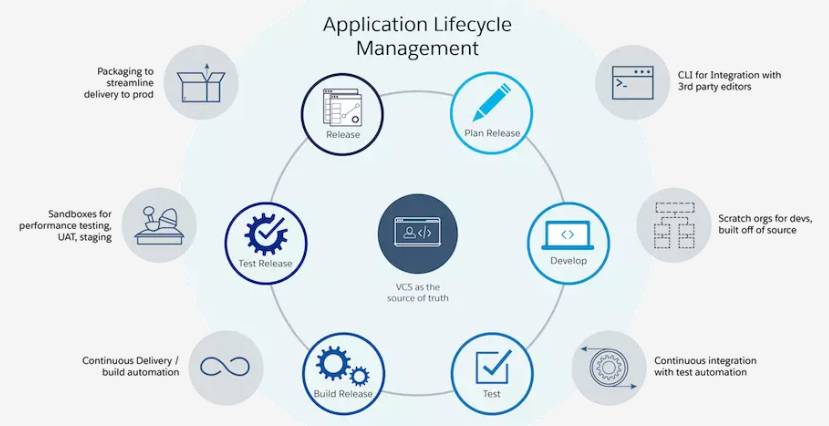 Application Lifecycle
Management
Packaging to
streamline
delivery to prod
Release
Plan Release
CLI for Integration with
3rd party editors
Sandboxes for
performance testing,
UAT, staging
Test Release
VCS as the
source of truth
Develop
Scratch orgs for devs,
built off of source
Continuous Delivery /
build automation
Build Release
Test
Continuous integration
with test automation